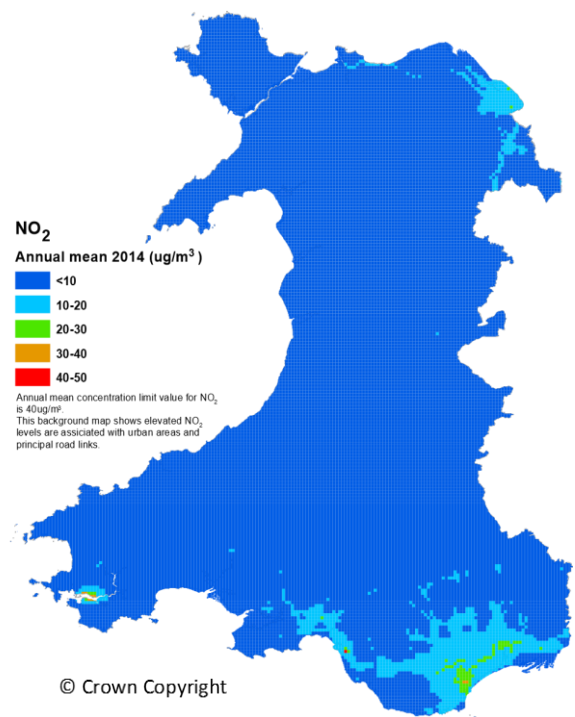 NO2
Annual mean 2014 (ug/m³ )
<10
10-20
20-30
30-40
40-50
Annual mean concentration limit value for NO2
is 40ug/m³.
This background map shows elevated NO2
levels are assiciated with urban areas and
principal road links.
© Crown Copyright